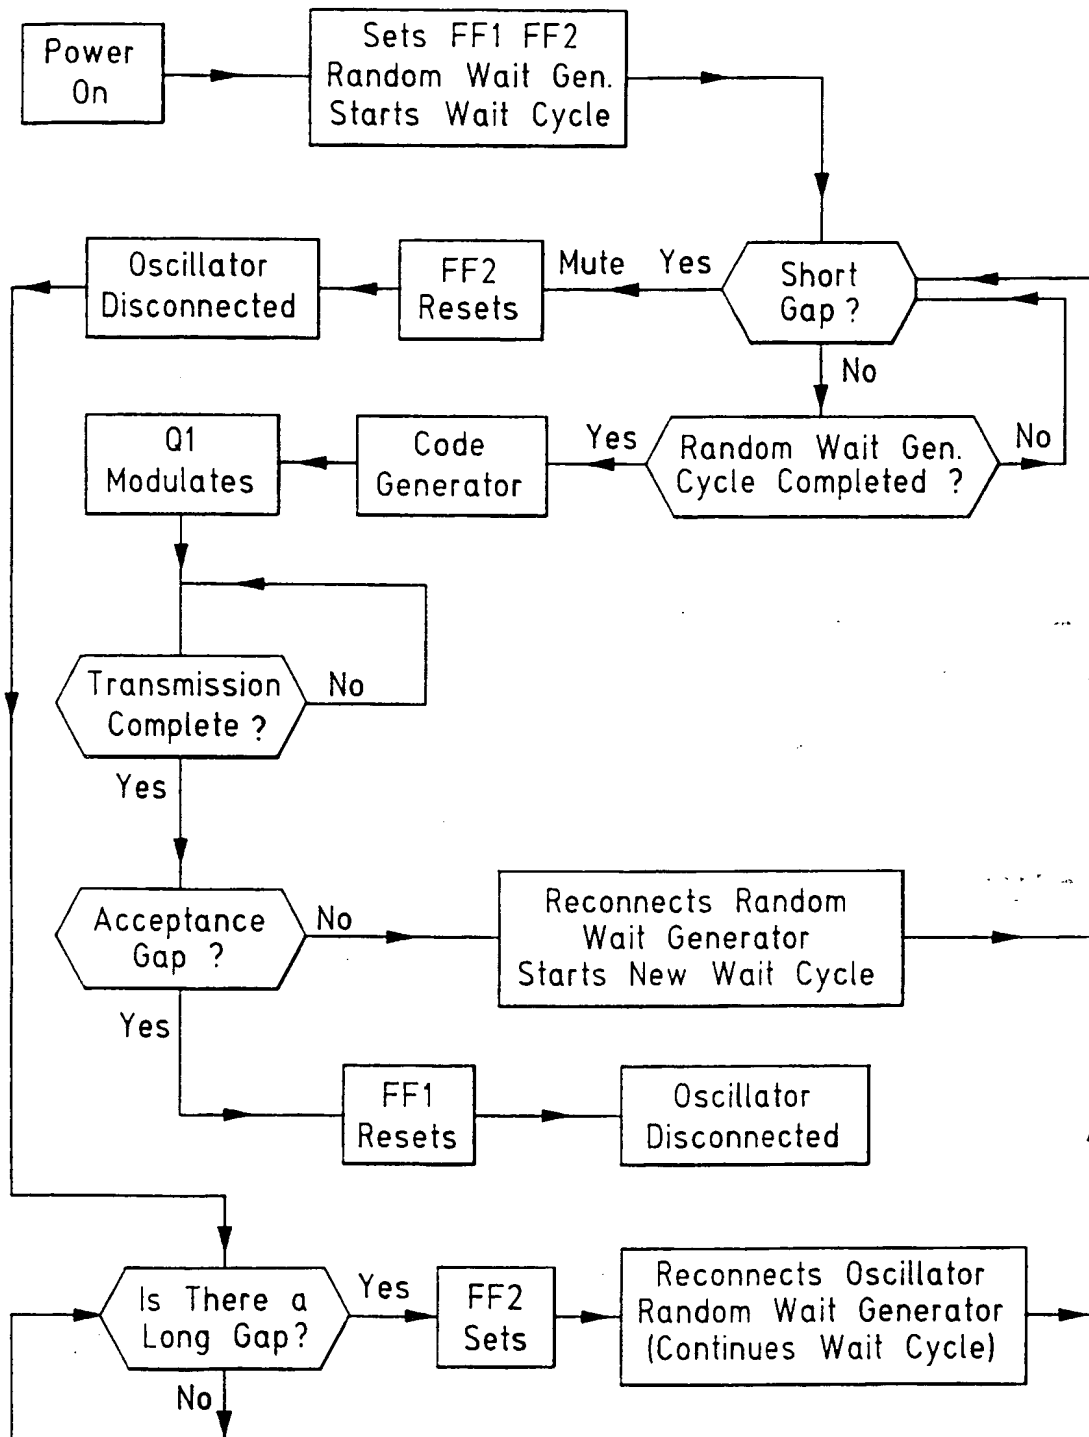 Power
On
Sets FF1 FF2
Random Wait Gen.
Starts Wait Cycle
Oscillator
Disconnected
FF2
Resets
Mute Yes
Short
Gap ?
No
Q1
Modulates
Code
Generator
Yes
Random Wait Gen.
Cycle Completed ?
No
Transmission
Complete ?
No
Yes
Acceptance
Gap ?
No
Reconnects Random
Wait Generator
Starts New Wait Cycle
Yes
FF1
Resets
Oscillator
Disconnected
Is There a
Long Gap?
Yes
FF2
Sets
Reconnects Oscillator
Random Wait Generator
(Continues Wait Cycle)
No